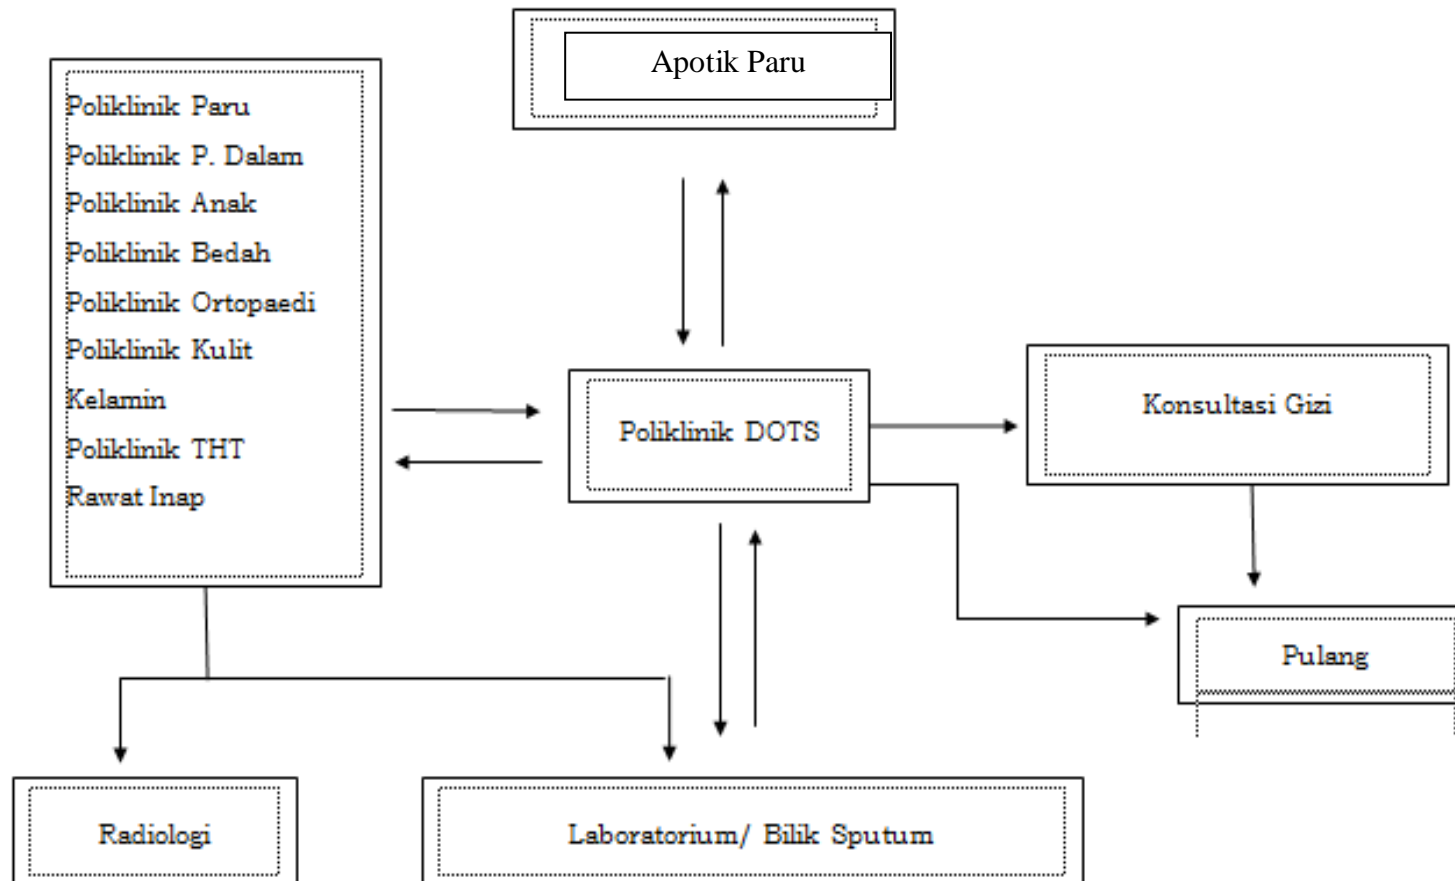 Apotik Paru
Poliklinik Paru
Poliklinik P. Dalam
Poliklinik Anak
Poliklinik Bedah
Poliklinik Ortopaedi
Poliklinik Kulit
Kelamin
Poliklinik THT
Rawat Inap
Poliklinik DOTS
Konsultasi Gizi
Pulang
Radiologi
Laboratorium/ Bilik Sputum